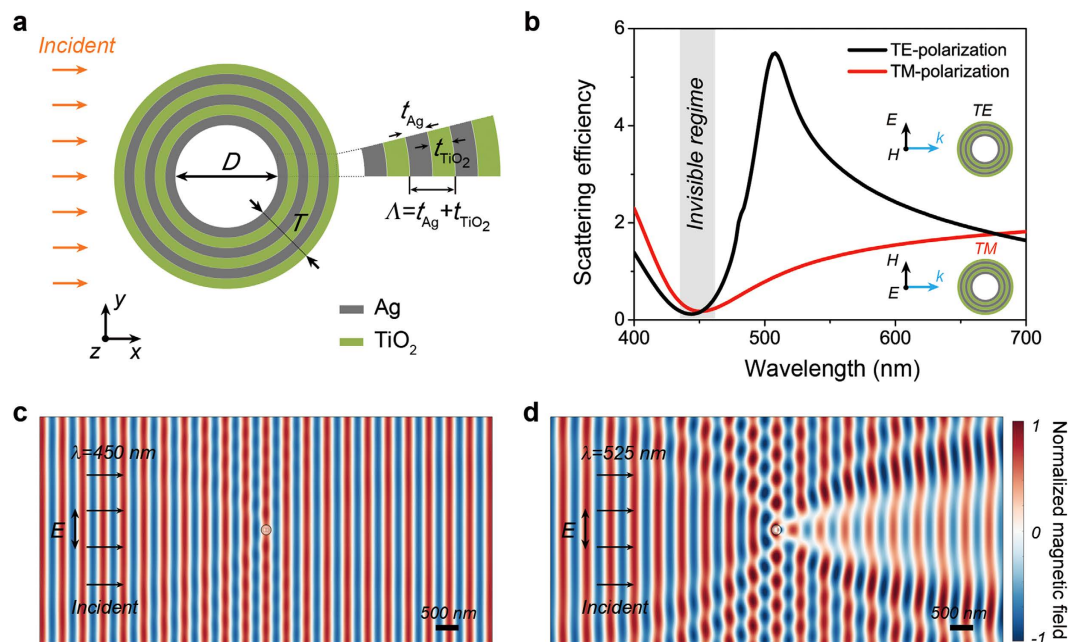 a
Incident
D
T
t_Ag
t_TiO₂
Λ=t_Ag+t_TiO₂
y
z
x
Ag
TiO₂
b
6
4
2
0
Scattering efficiency
Invisible regime
TE-polarization
TM-polarization
TE
E
H
k
TM
H
E
k
400
500
600
700
Wavelength (nm)
c
λ=450 nm
E
Incident
500 nm
d
λ=525 nm
E
Incident
500 nm
1
0
-1
Normalized magnetic field